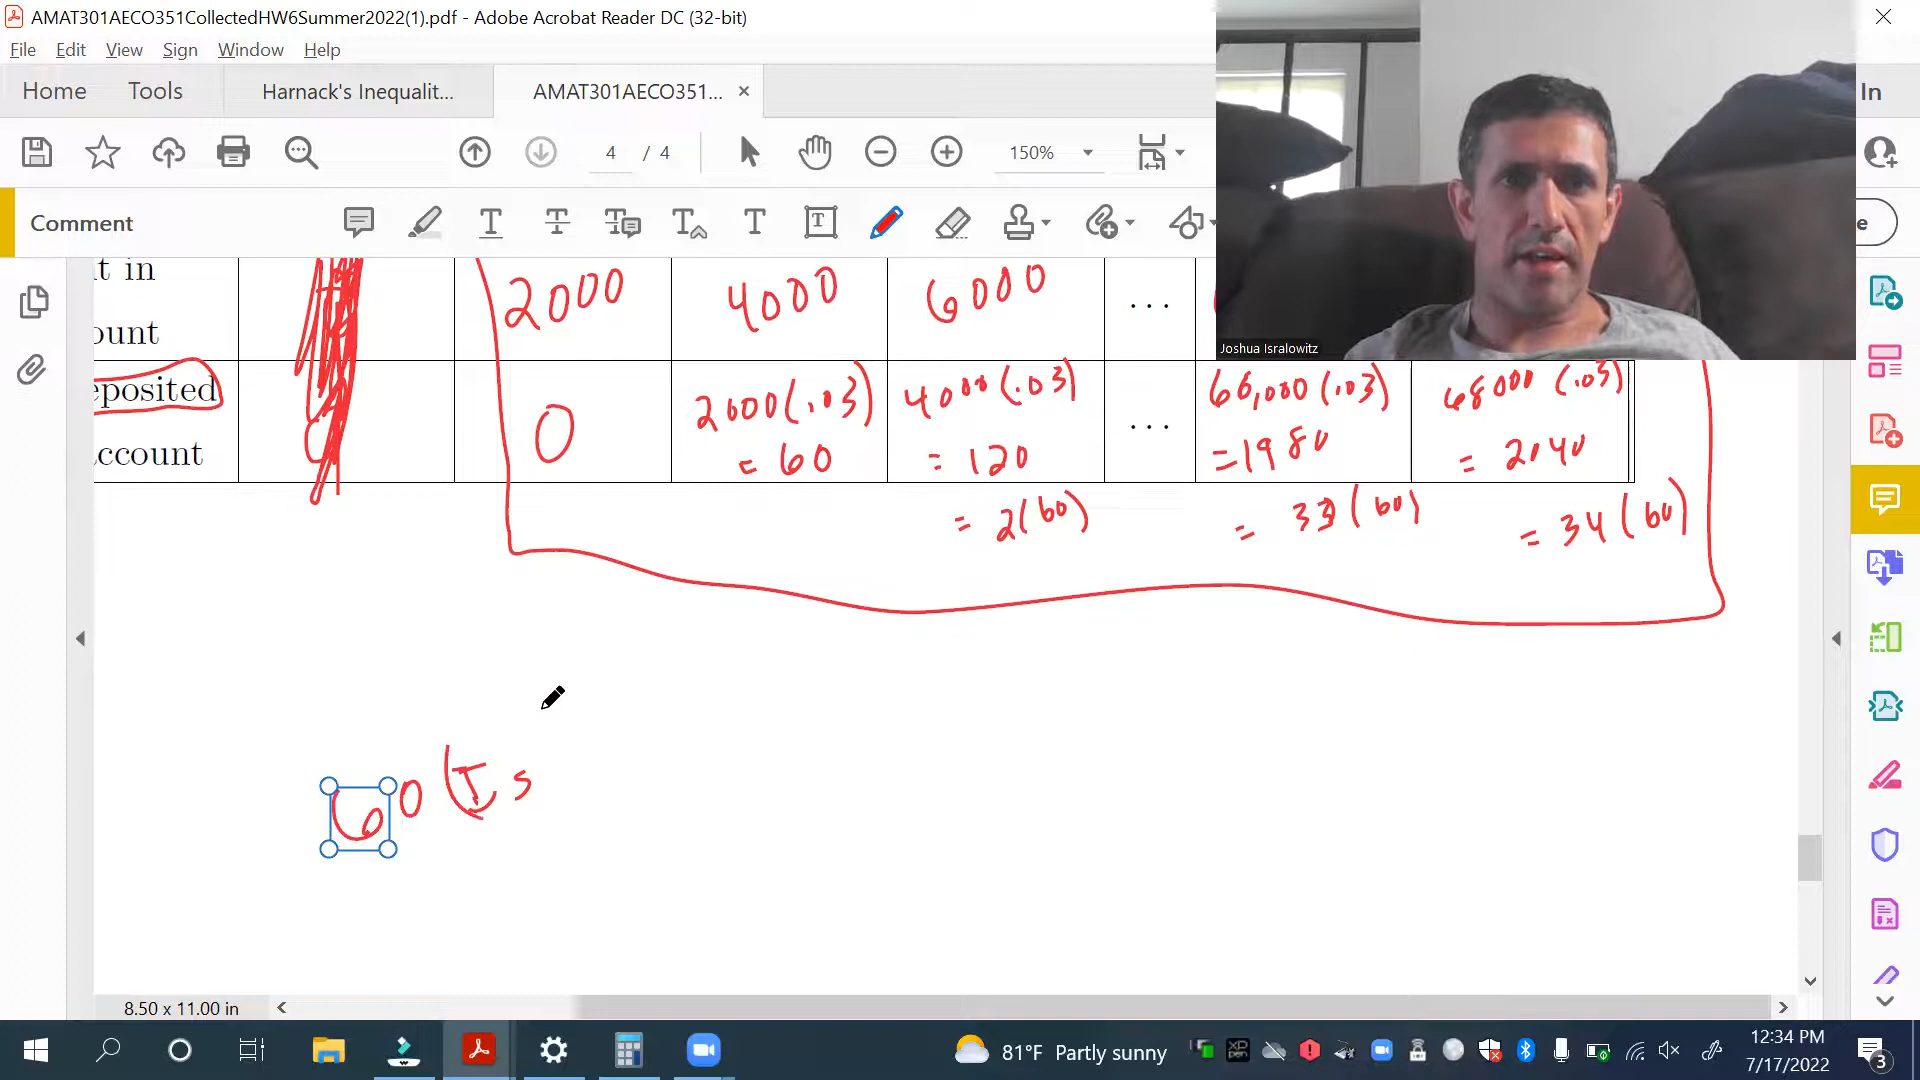 AMAT301AECO351CollectedHW6Summer2022(1).pdf - Adobe Acrobat Reader DC (32-bit)
File Edit View Sign Window Help
Home Tools Harnack's Inequalit... AMAT301AECO351... In
4 / 4 150%
Comment e
Joshua Isralowitz
t in
ount
2000 4000 6000 ...
eposited
ccount
0 2000(.03) 4000(.03) ... 66,000(.03) 68000(.03)
= 60 = 120 =1980 = 2040
= 2(60) = 33(60) = 34(60)
60 (I s
8.50 x 11.00 in
81°F Partly sunny
12:34 PM
7/17/2022
3